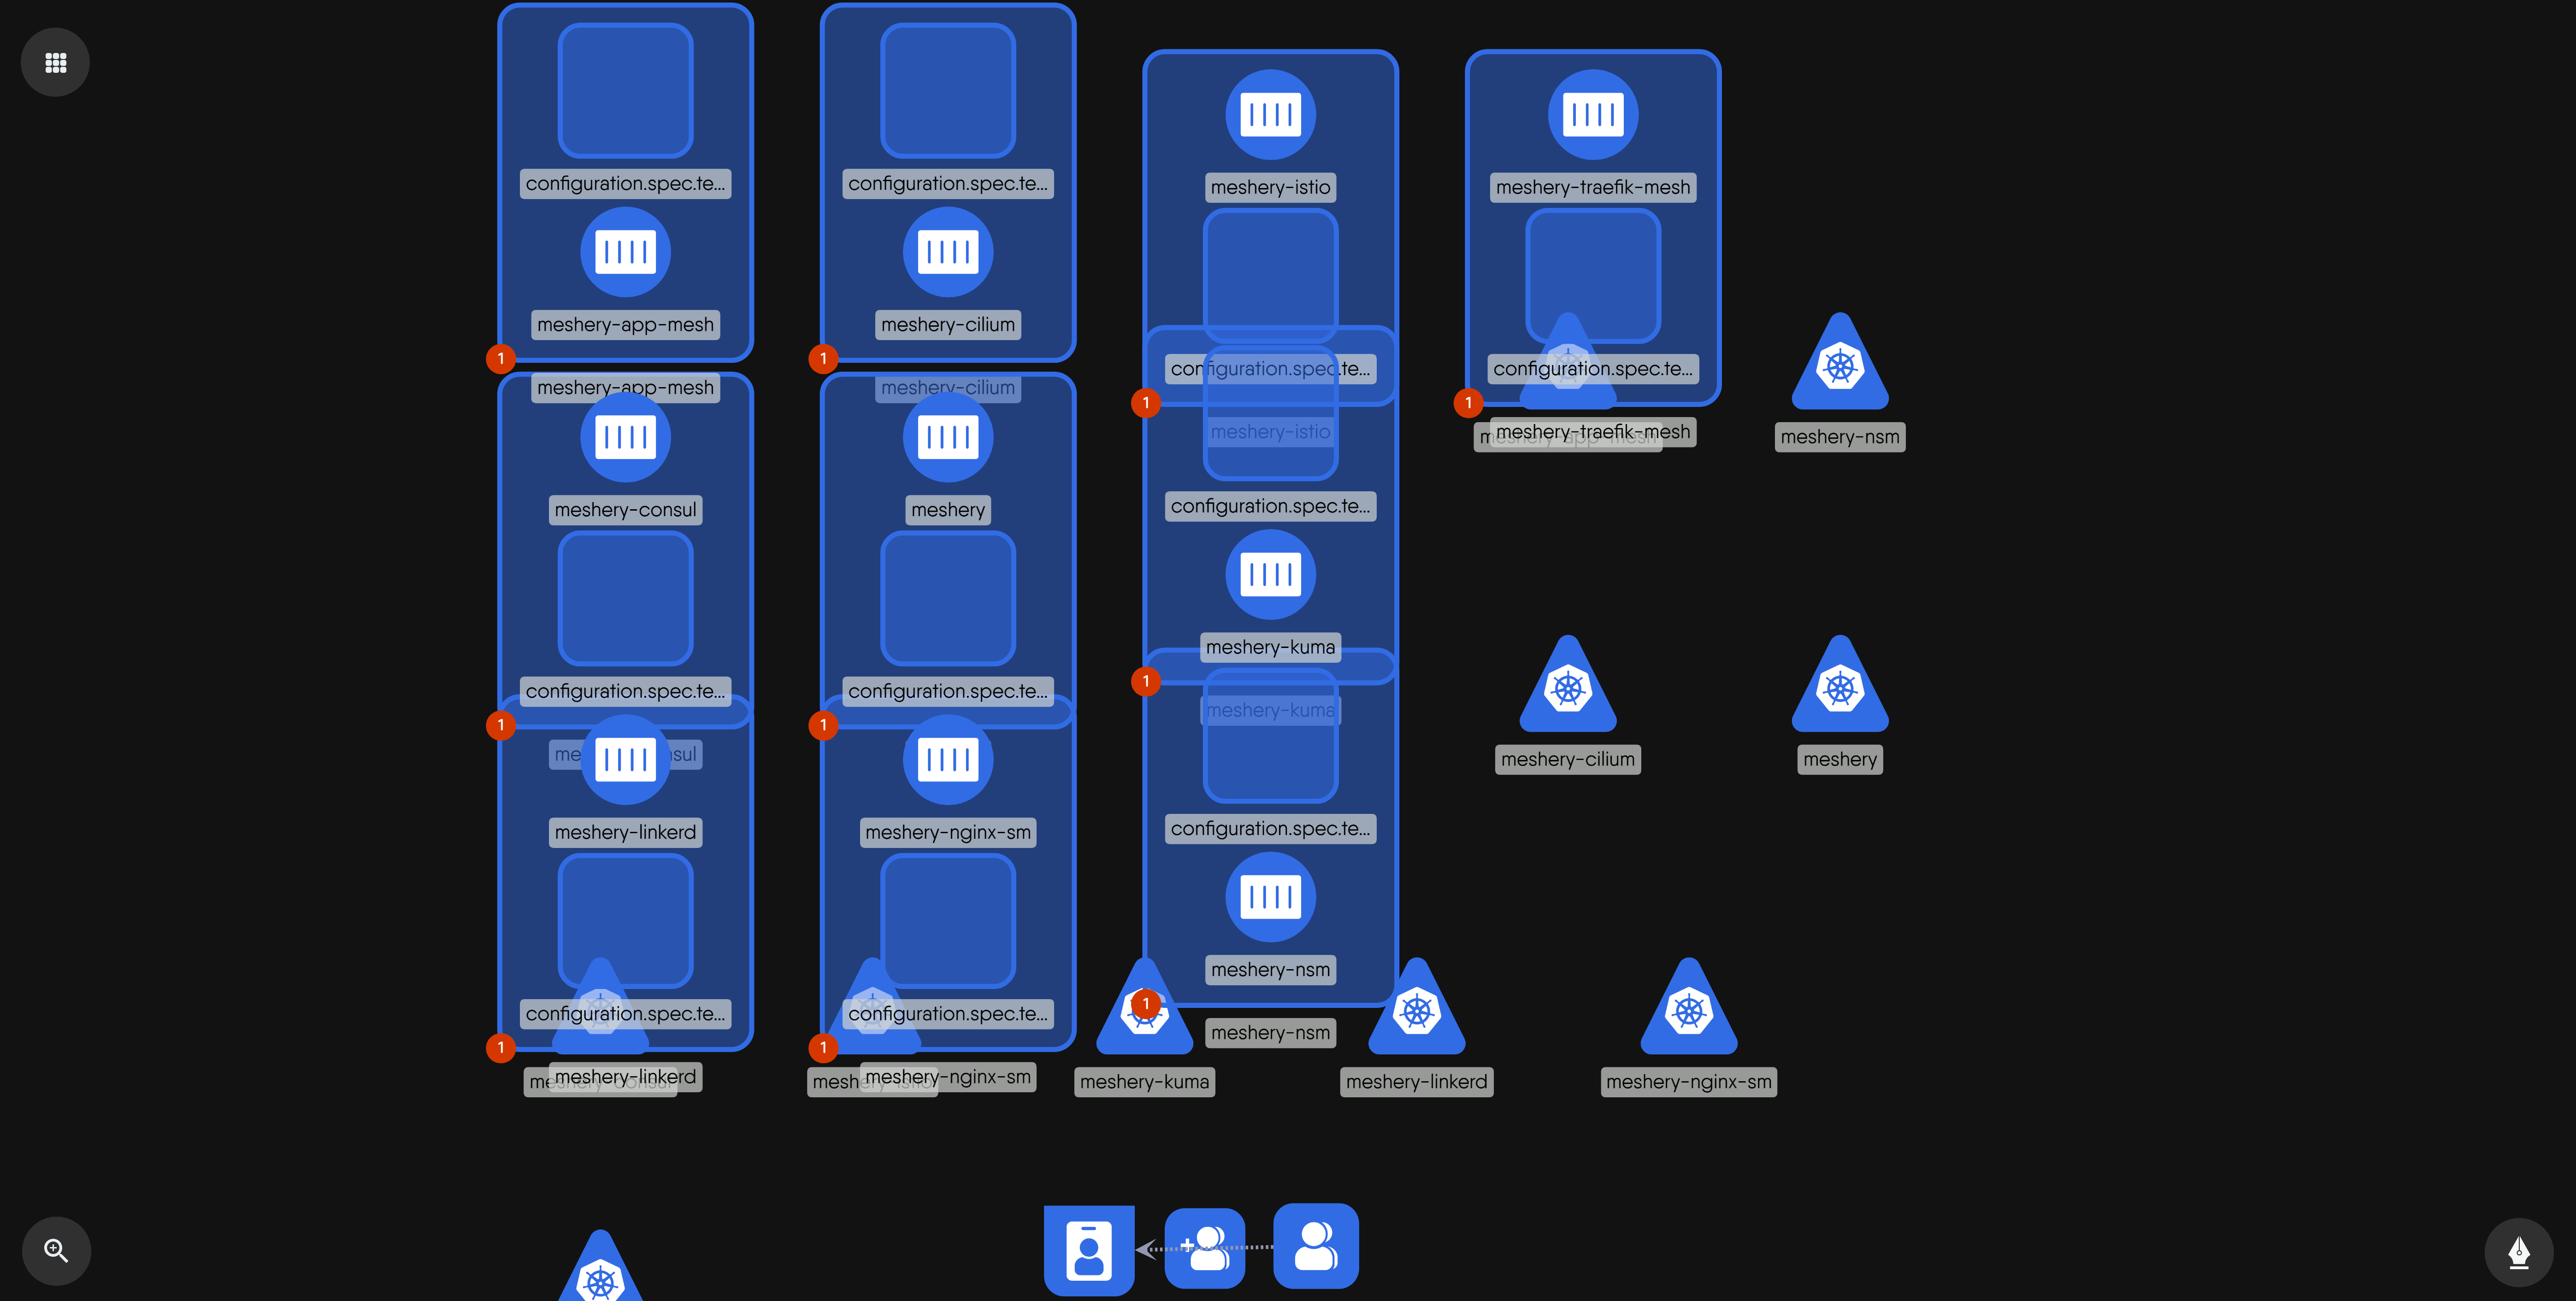 configuration.spec.te...
meshery-app-mesh
1
meshery-app-mesh
meshery-consul
configuration.spec.te...
1
meshery-linkerd
configuration.spec.te...
1
meshery-linkerd
configuration.spec.te...
meshery-cilium
1
meshery-cilium
meshery
configuration.spec.te...
1
meshery-nginx-sm
configuration.spec.te...
1
meshery-nginx-sm
meshery-istio
configuration.spec.te...
1
meshery-istio
configuration.spec.te...
meshery-kuma
1
meshery-kuma
configuration.spec.te...
meshery-nsm
1
meshery-nsm
meshery-kuma
meshery-linkerd
meshery-nginx-sm
meshery-traefik-mesh
configuration.spec.te...
1
meshery-traefik-mesh
meshery-nsm
meshery-cilium
meshery